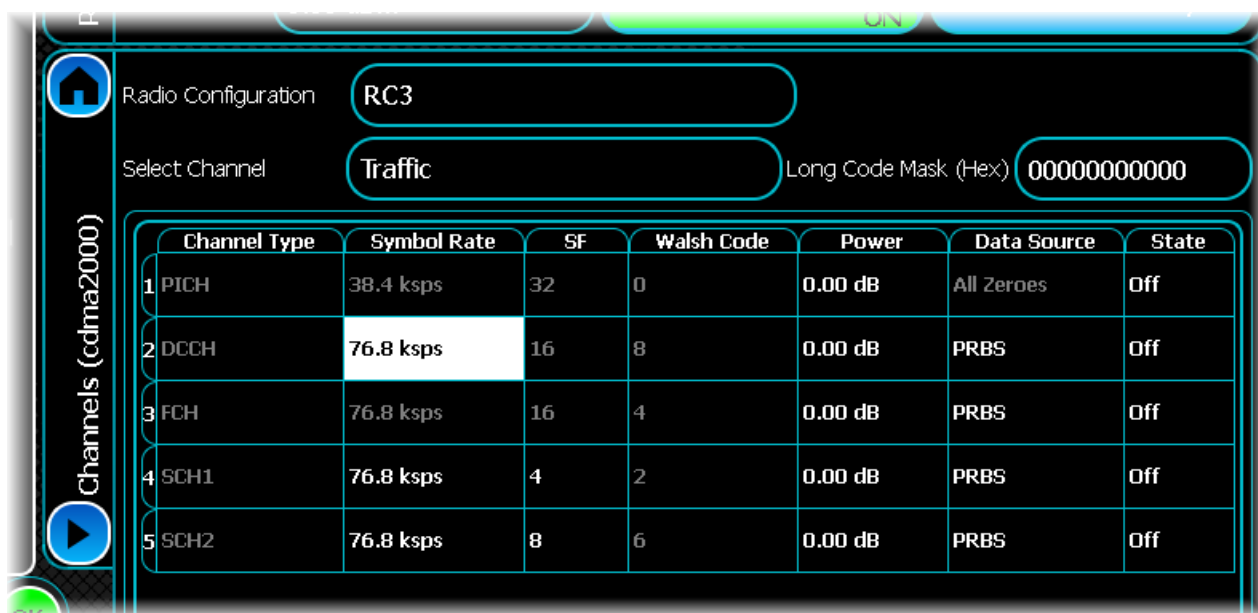 ON
Radio Configuration RC3
Select Channel Traffic Long Code Mask (Hex) 00000000000
Channels (cdma2000)
Channel Type Symbol Rate SF Walsh Code Power Data Source State
1 PICH 38.4 ksps 32 0 0.00 dB All Zeroes Off
2 DCCH 76.8 ksps 16 8 0.00 dB PRBS Off
3 FCH 76.8 ksps 16 4 0.00 dB PRBS Off
4 SCH1 76.8 ksps 4 2 0.00 dB PRBS Off
5 SCH2 76.8 ksps 8 6 0.00 dB PRBS Off